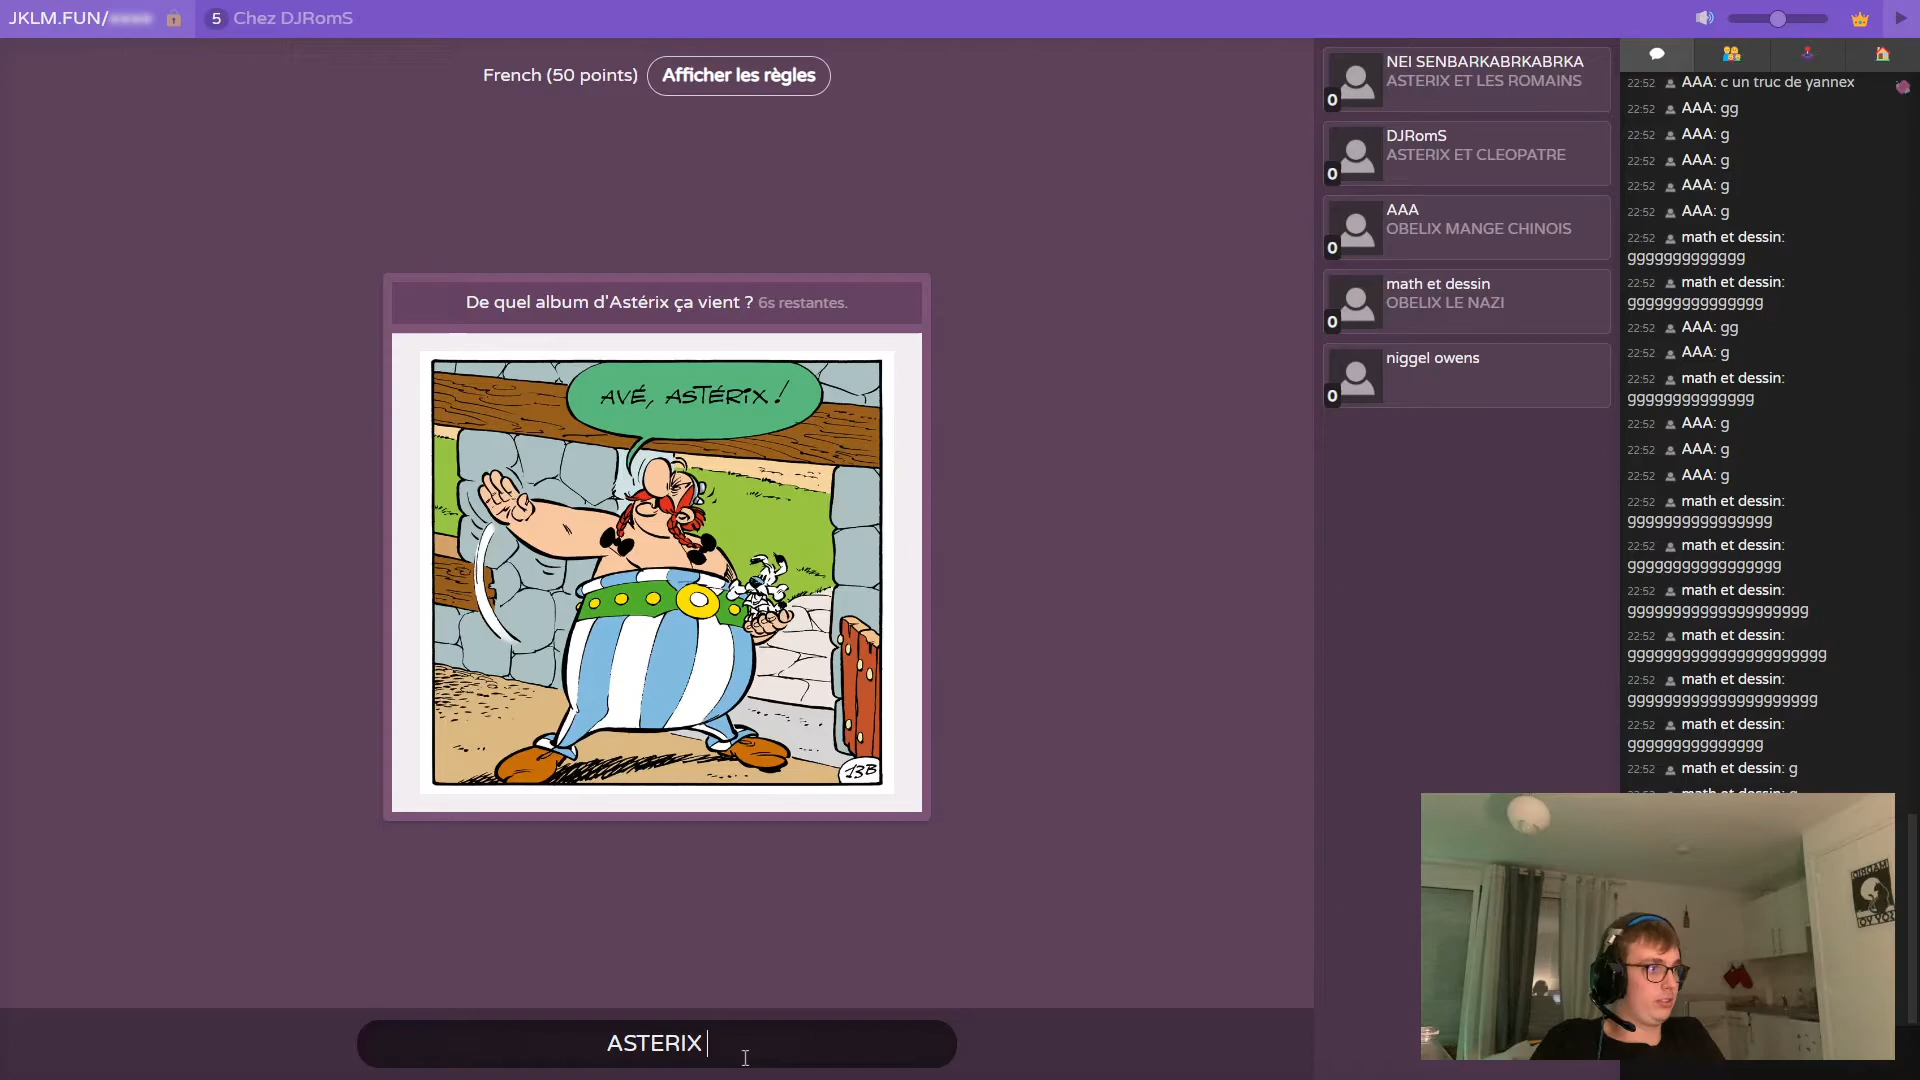 JKLM.FUN/
5 Chez DJRomS
French (50 points) Afficher les règles
De quel album d'Astérix ça vient ? 6s restantes.
AVÉ, ASTÉRIX !
13B
ASTERIX
NEI SENBARKABRKABRKA
ASTERIX ET LES ROMAINS
0
DJRomS
ASTERIX ET CLEOPATRE
0
AAA
OBELIX MANGE CHINOIS
0
math et dessin
OBELIX LE NAZI
0
niggel owens
0
22:52 AAA: c un truc de yannex
22:52 AAA: gg
22:52 AAA: g
22:52 AAA: g
22:52 AAA: g
22:52 AAA: g
22:52 math et dessin:
ggggggggggggg
22:52 math et dessin:
ggggggggggggggg
22:52 AAA: gg
22:52 AAA: g
22:52 math et dessin:
gggggggggggggg
22:52 AAA: g
22:52 AAA: g
22:52 AAA: g
22:52 math et dessin:
gggggggggggggggg
22:52 math et dessin:
ggggggggggggggggg
22:52 math et dessin:
gggggggggggggggggggg
22:52 math et dessin:
gggggggggggggggggggggg
22:52 math et dessin:
ggggggggggggggggggggg
22:52 math et dessin:
ggggggggggggggg
22:52 math et dessin: g